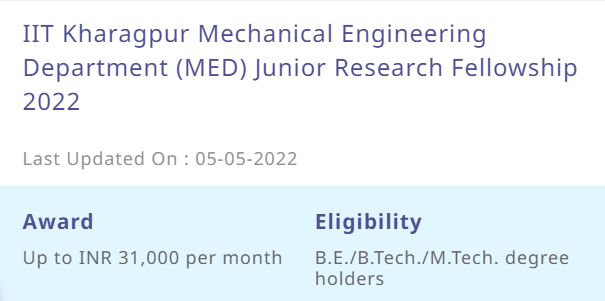 IIT Kharagpur Mechanical Engineering
Department (MED) Junior Research Fellowship
2022
Last Updated On : 05-05-2022
Award
Up to INR 31,000 per month
Eligibility
B.E./B.Tech./M.Tech. degree
holders